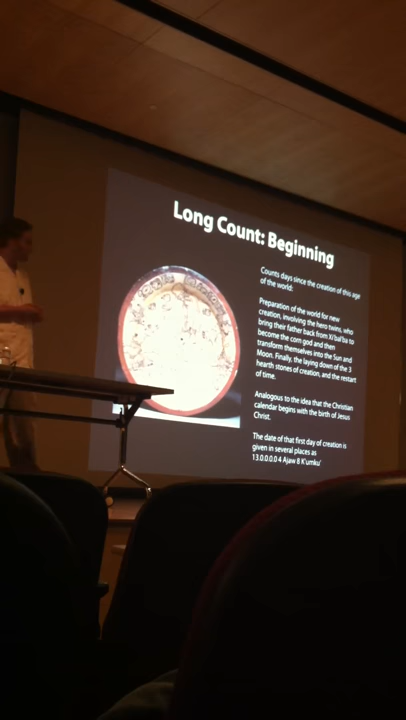 Long Count: Beginning
Counts days since the creation of this age
of the world:
Preparation of the world for new
creation, involving the hero twins, who
bring their father back from Xi'bal'ba to
become the corn god and then
transform themselves into the Sun and
Moon. Finally, the laying down of the 3
hearth stones of creation, and the restart
of time.
Analogous to the idea that the Christian
calendar begins with the birth of Jesus
Christ.
The date of that first day of creation is
given in several places as
13.0.0.0.0 4 Ajaw 8 K'umku'